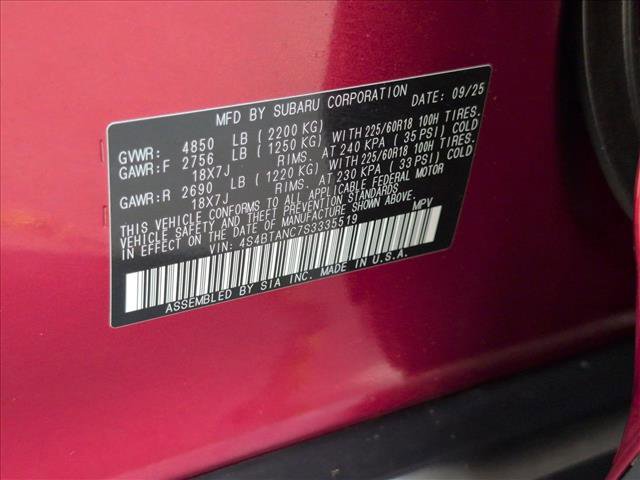 MFD BY SUBARU CORPORATION DATE: 09/25
GVWR: 4850 LB ( 2200 KG)
GAWR:F 2756 LB ( 1250 KG) WITH 225/60R18 100H TIRES.
18X7J RIMS. AT 240 KPA ( 35 PSI) COLD
GAWR:R 2690 LB ( 1220 KG) WITH 225/60R18 100H TIRES.
18X7J RIMS. AT 230 KPA ( 33 PSI) COLD
THIS VEHICLE CONFORMS TO ALL APPLICABLE FEDERAL MOTOR
VEHICLE SAFETY AND THEFT PREVENTION STANDARDS
IN EFFECT ON THE DATE OF MANUFACTURE SHOWN ABOVE.
VIN: 4S4BTANC7S3335519 MPV
ASSEMBLED BY SIA INC. MADE IN U.S.A.